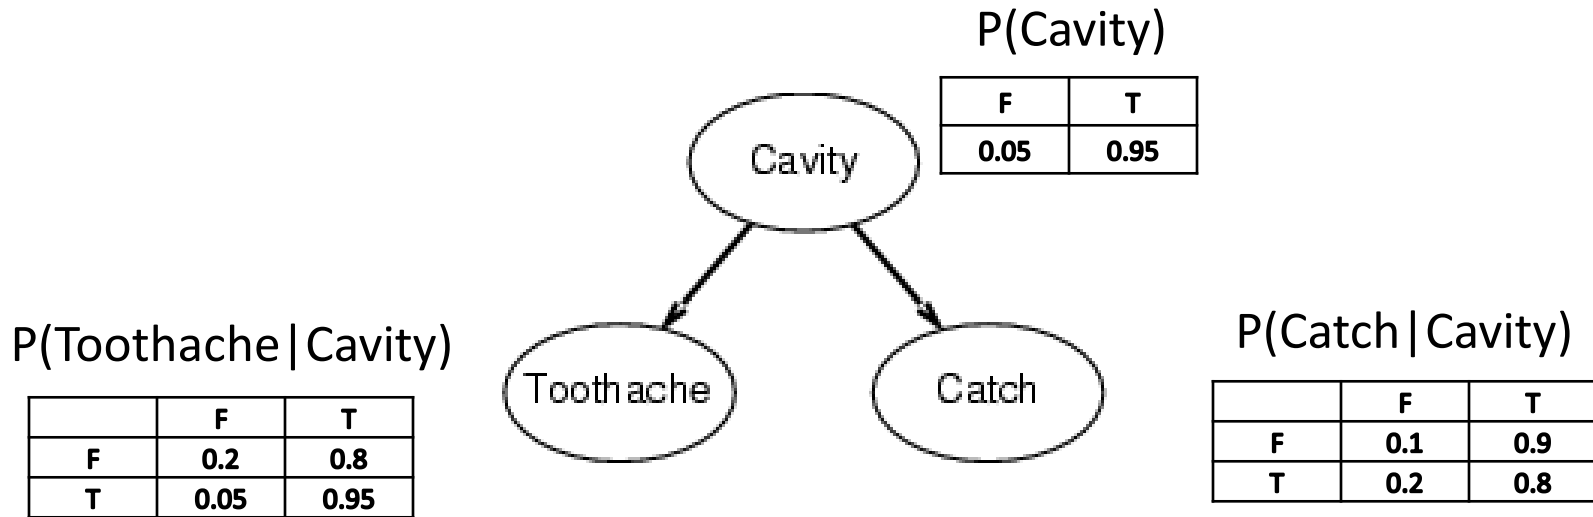 P(Cavity)
F T
0.05 0.95
Cavity
P(Toothache|Cavity)
F T
F 0.2 0.8
T 0.05 0.95
Toothache
Catch
P(Catch|Cavity)
F T
F 0.1 0.9
T 0.2 0.8